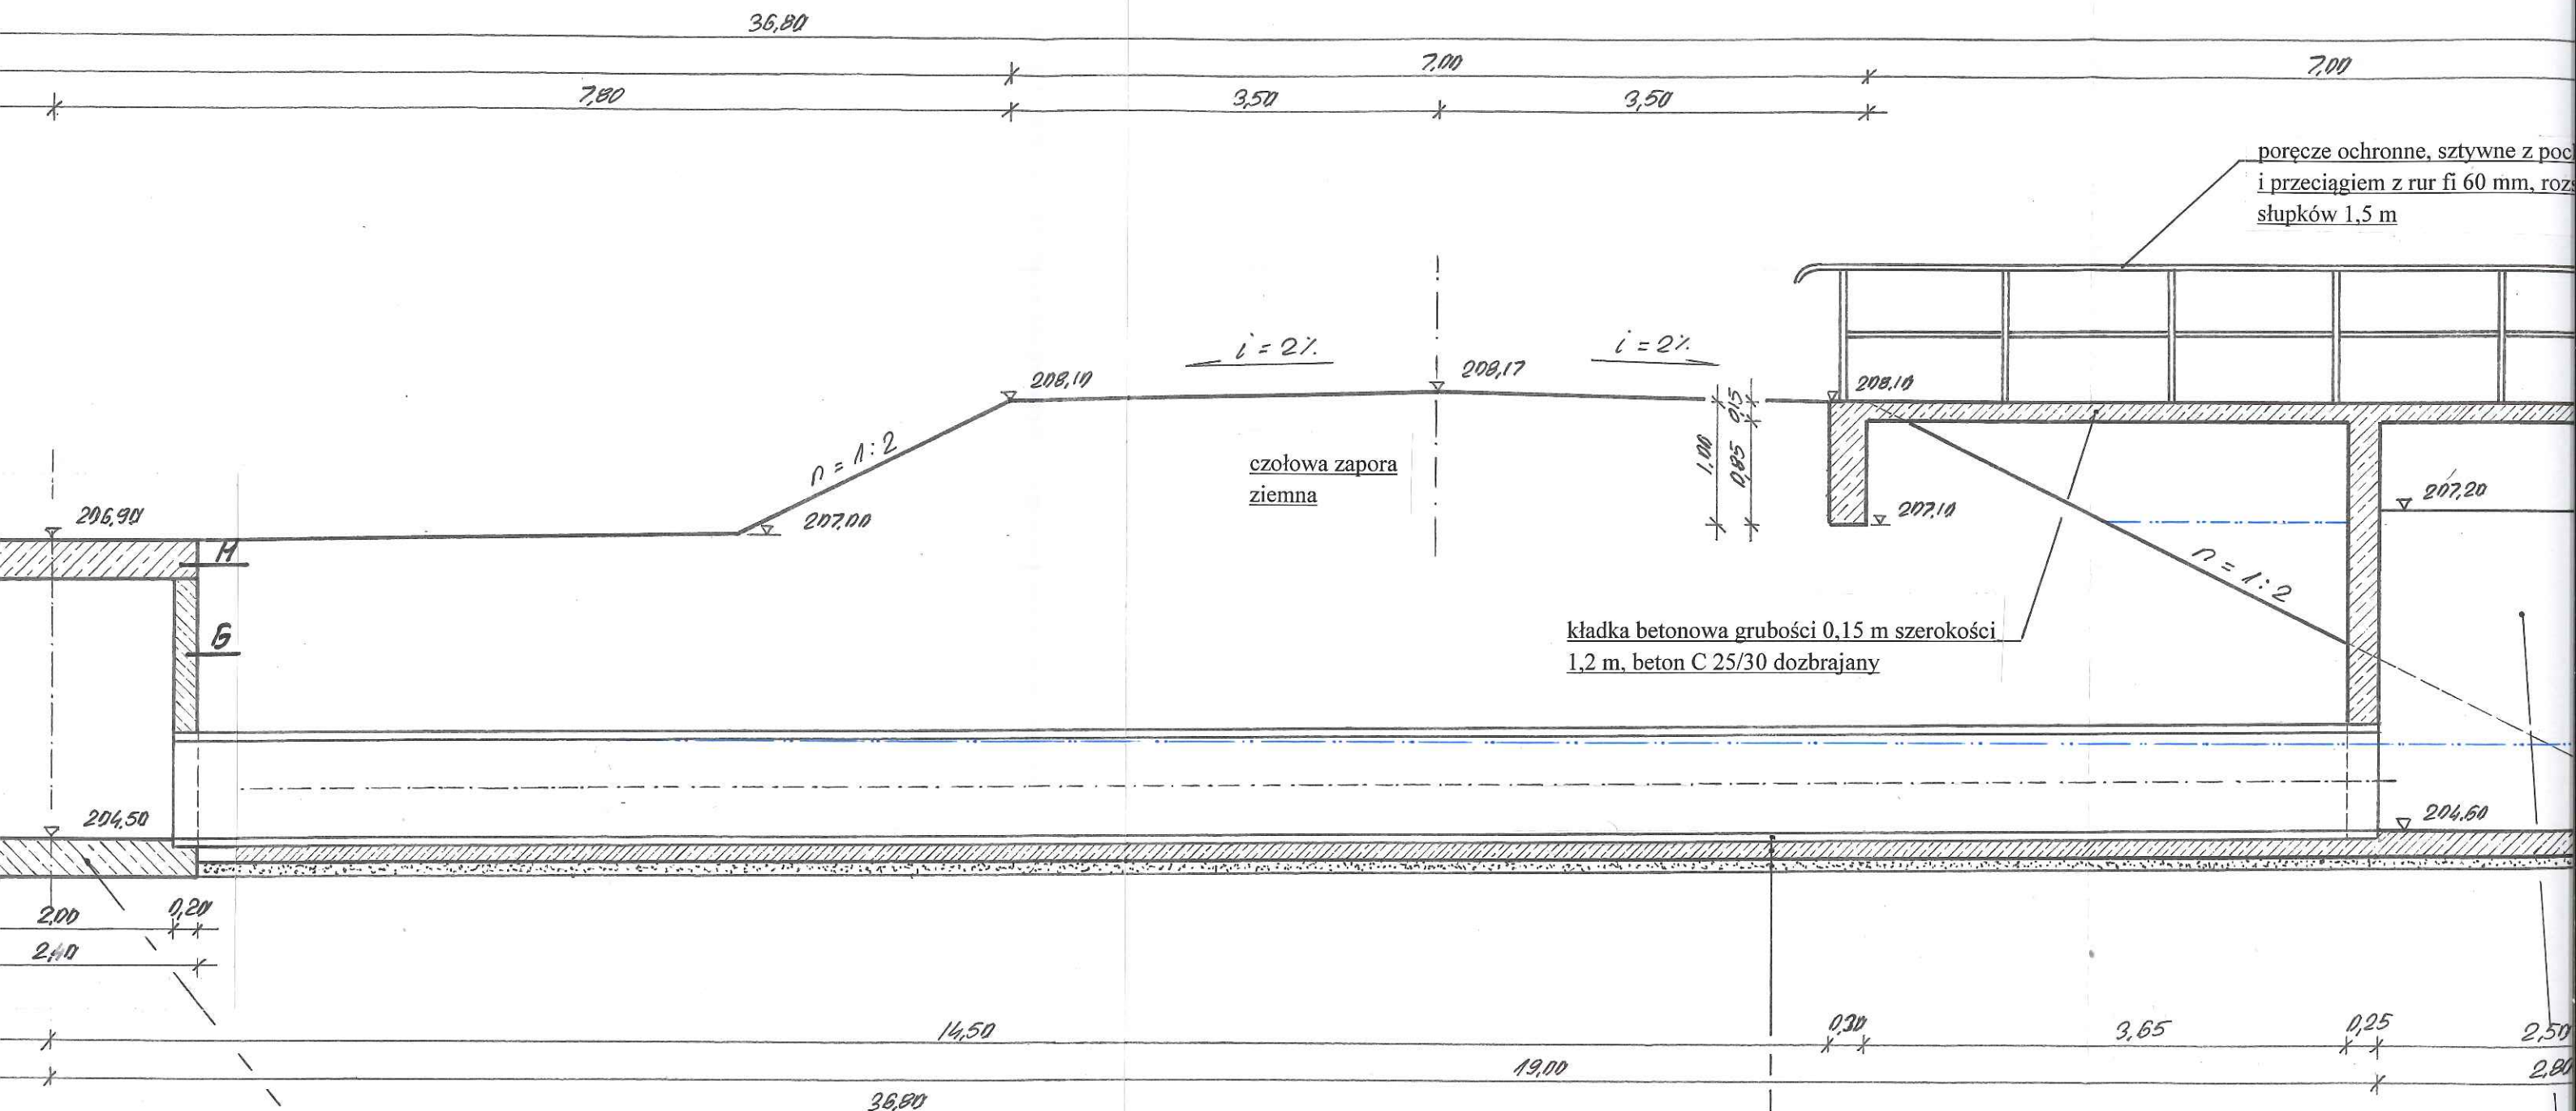 36,80
7,00
7,00
7,80
3,50
3,50
poręcze ochronne, sztywne z poc
i przeciągiem z rur fi 60 mm, roz
słupków 1,5 m
i = 2%
i = 2%
208,10
208,17
208,10
n = 1:2
0,15
1,00
0,85
czołowa zapora
ziemna
206,90
207,00
207,10
207,20
H
n = 1:2
G
kładka betonowa grubości 0,15 m szerokości
1,2 m, beton C 25/30 dozbrajany
204,50
204,60
2,00
0,20
2,40
14,50
0,30
3,65
0,25
2,50
19,00
2,80
36,80